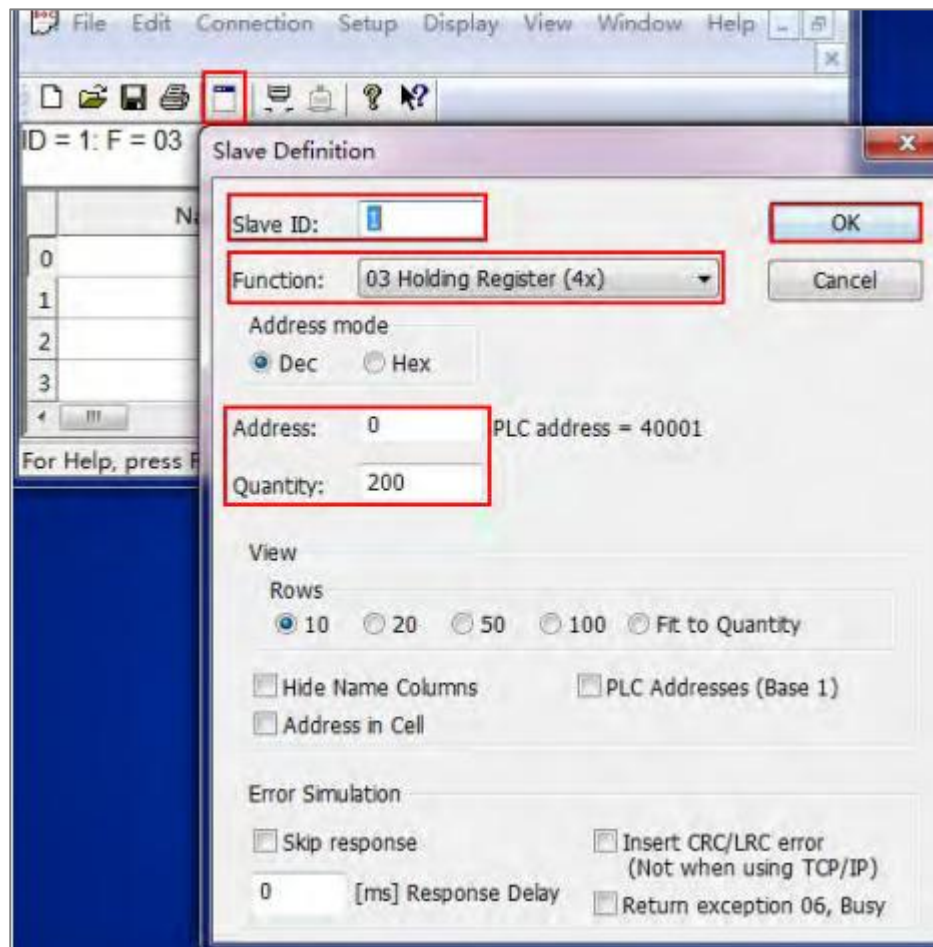 File Edit Connection Setup Display View Window Help
ID = 1: F = 03
Slave Definition
Na
0
1
2
3
Slave ID: 1
OK
Function: 03 Holding Register (4x)
Cancel
Address mode
Dec Hex
Address: 0 PLC address = 40001
For Help, press F
Quantity: 200
View
Rows
10 20 50 100 Fit to Quantity
Hide Name Columns PLC Addresses (Base 1)
Address in Cell
Error Simulation
Skip response Insert CRC/LRC error
(Not when using TCP/IP)
0 [ms] Response Delay
Return exception 06, Busy